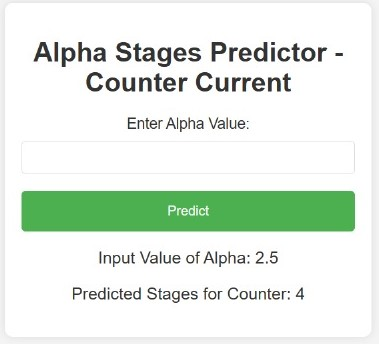 Alpha Stages Predictor -
Counter Current
Enter Alpha Value:
Predict
Input Value of Alpha: 2.5
Predicted Stages for Counter: 4